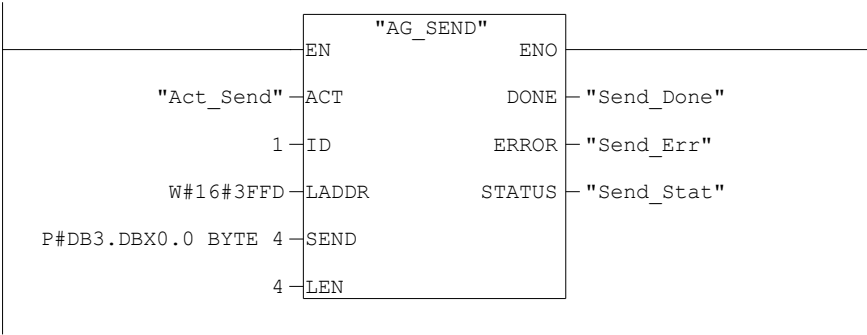 "AG_SEND"
EN ENO
"Act_Send" ACT DONE "Send_Done"
1 ID ERROR "Send_Err"
W#16#3FFD LADDR STATUS "Send_Stat"
P#DB3.DBX0.0 BYTE 4 SEND
4 LEN